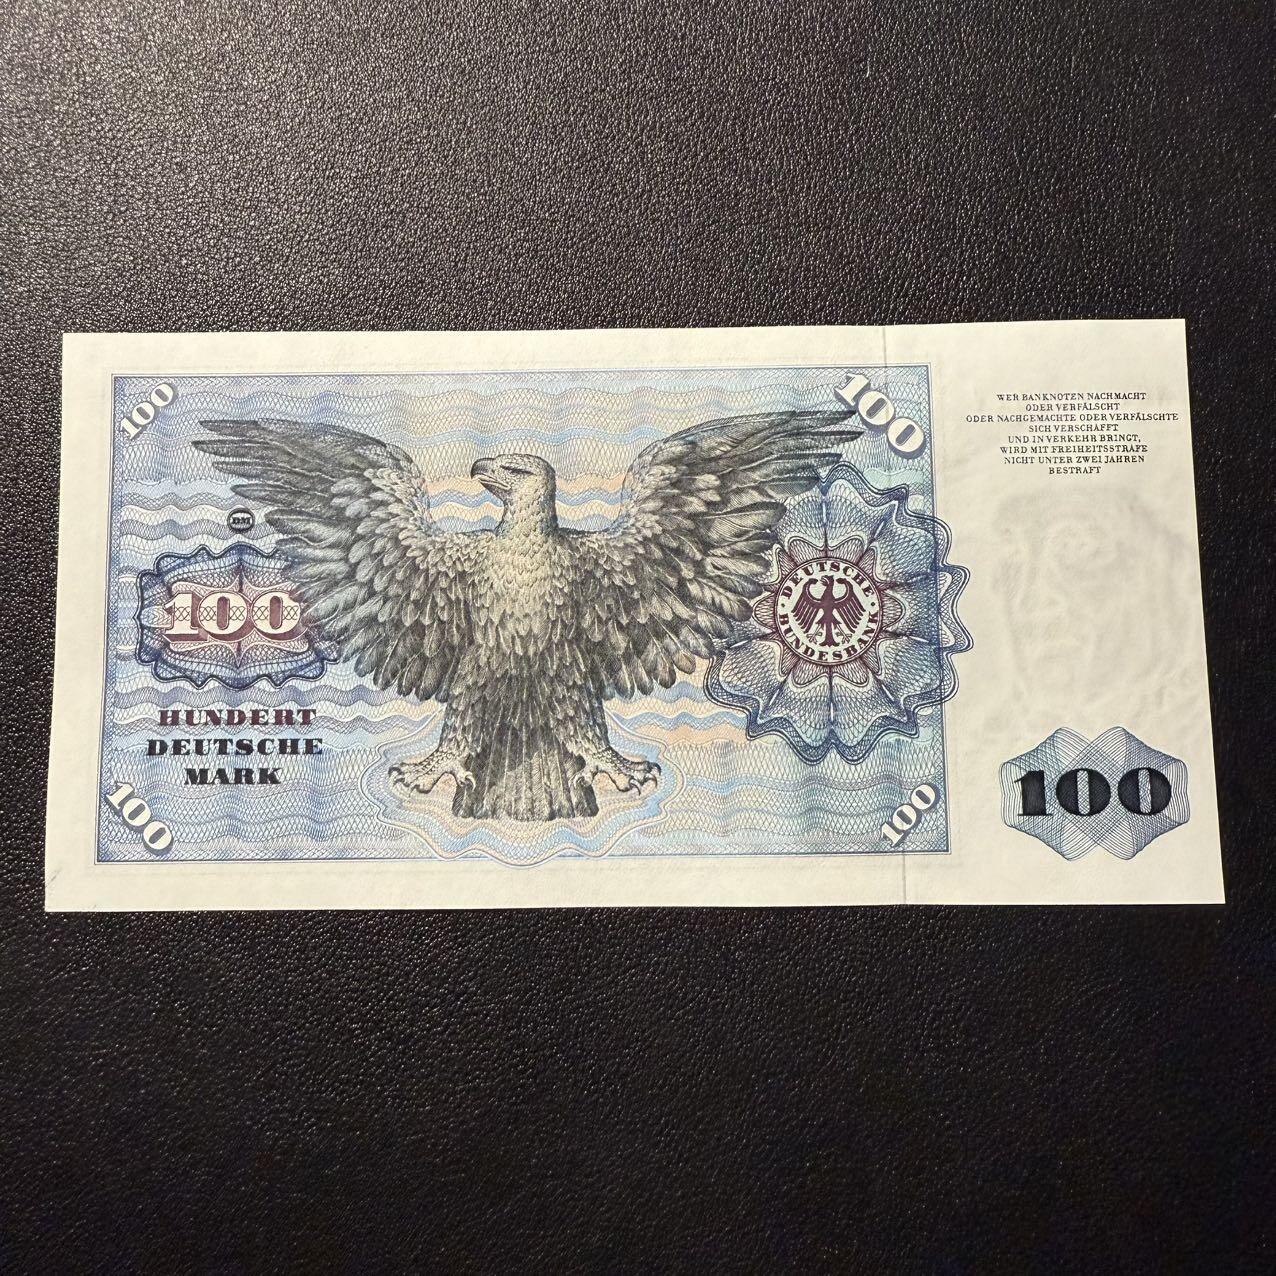 100
100
WER BANKNOTEN NACHMACHT
ODER VERFÄLSCHT
ODER NACHGEMACHTE ODER VERFÄLSCHTE
SICH VERSCHAFFT
UND IN VERKEHR BRINGT,
WIRD MIT FREIHEITSSTRAFE
NICHT UNTER ZWEI JAHREN
BESTRAFT
DM
100
DEUTSCHE BUNDESBANK
HUNDERT
DEUTSCHE
MARK
100
100
100